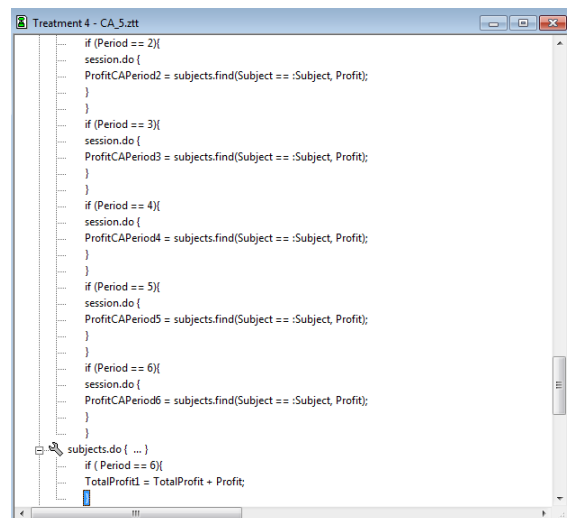 Treatment 4 - CA_5.ztt
if (Period == 2){
session.do {
ProfitCAPeriod2 = subjects.find(Subject == :Subject, Profit);
}
}
if (Period == 3){
session.do {
ProfitCAPeriod3 = subjects.find(Subject == :Subject, Profit);
}
}
if (Period == 4){
session.do {
ProfitCAPeriod4 = subjects.find(Subject == :Subject, Profit);
}
}
if (Period == 5){
session.do {
ProfitCAPeriod5 = subjects.find(Subject == :Subject, Profit);
}
}
if (Period == 6){
session.do {
ProfitCAPeriod6 = subjects.find(Subject == :Subject, Profit);
}
}
subjects.do { ... }
if ( Period == 6){
TotalProfit1 = TotalProfit + Profit;
}